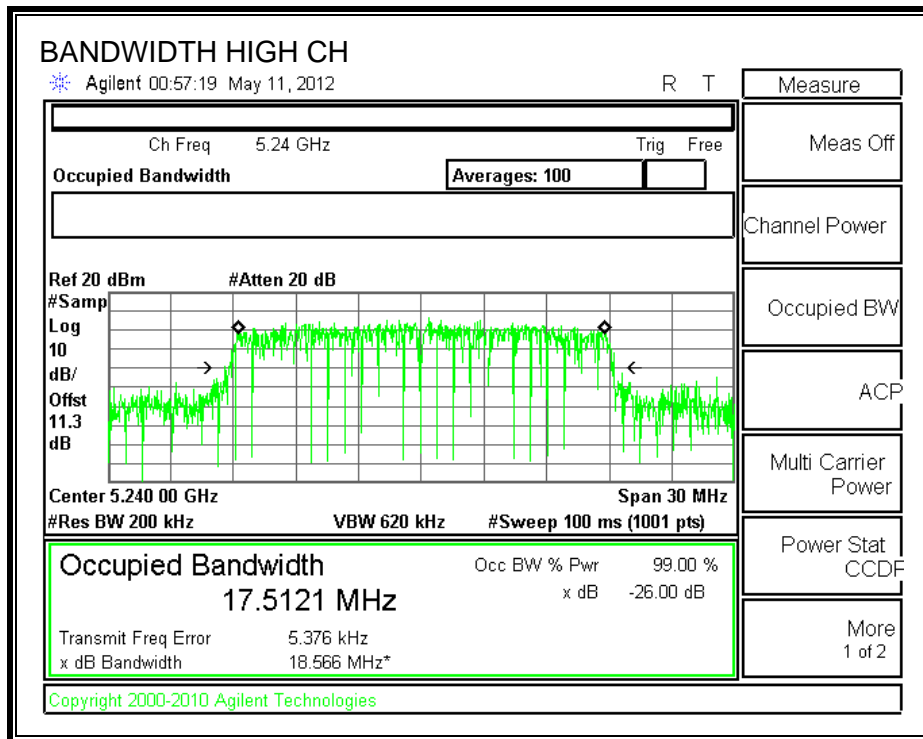 BANDWIDTH HIGH CH
Agilent 00:57:19 May 11, 2012 R T
Measure
Ch Freq 5.24 GHz Trig Free
Occupied Bandwidth Averages: 100
Meas Off
Channel Power
Occupied BW
ACP
Multi Carrier
Power
Power Stat
CCDF
More
1 of 2
Ref 20 dBm #Atten 20 dB
#Samp
Log
10
dB/
Offst
11.3
dB
Center 5.240 00 GHz Span 30 MHz
#Res BW 200 kHz VBW 620 kHz #Sweep 100 ms (1001 pts)
Occupied Bandwidth Occ BW % Pwr 99.00 %
17.5121 MHz x dB -26.00 dB
Transmit Freq Error 5.376 kHz
x dB Bandwidth 18.566 MHz*
Copyright 2000-2010 Agilent Technologies